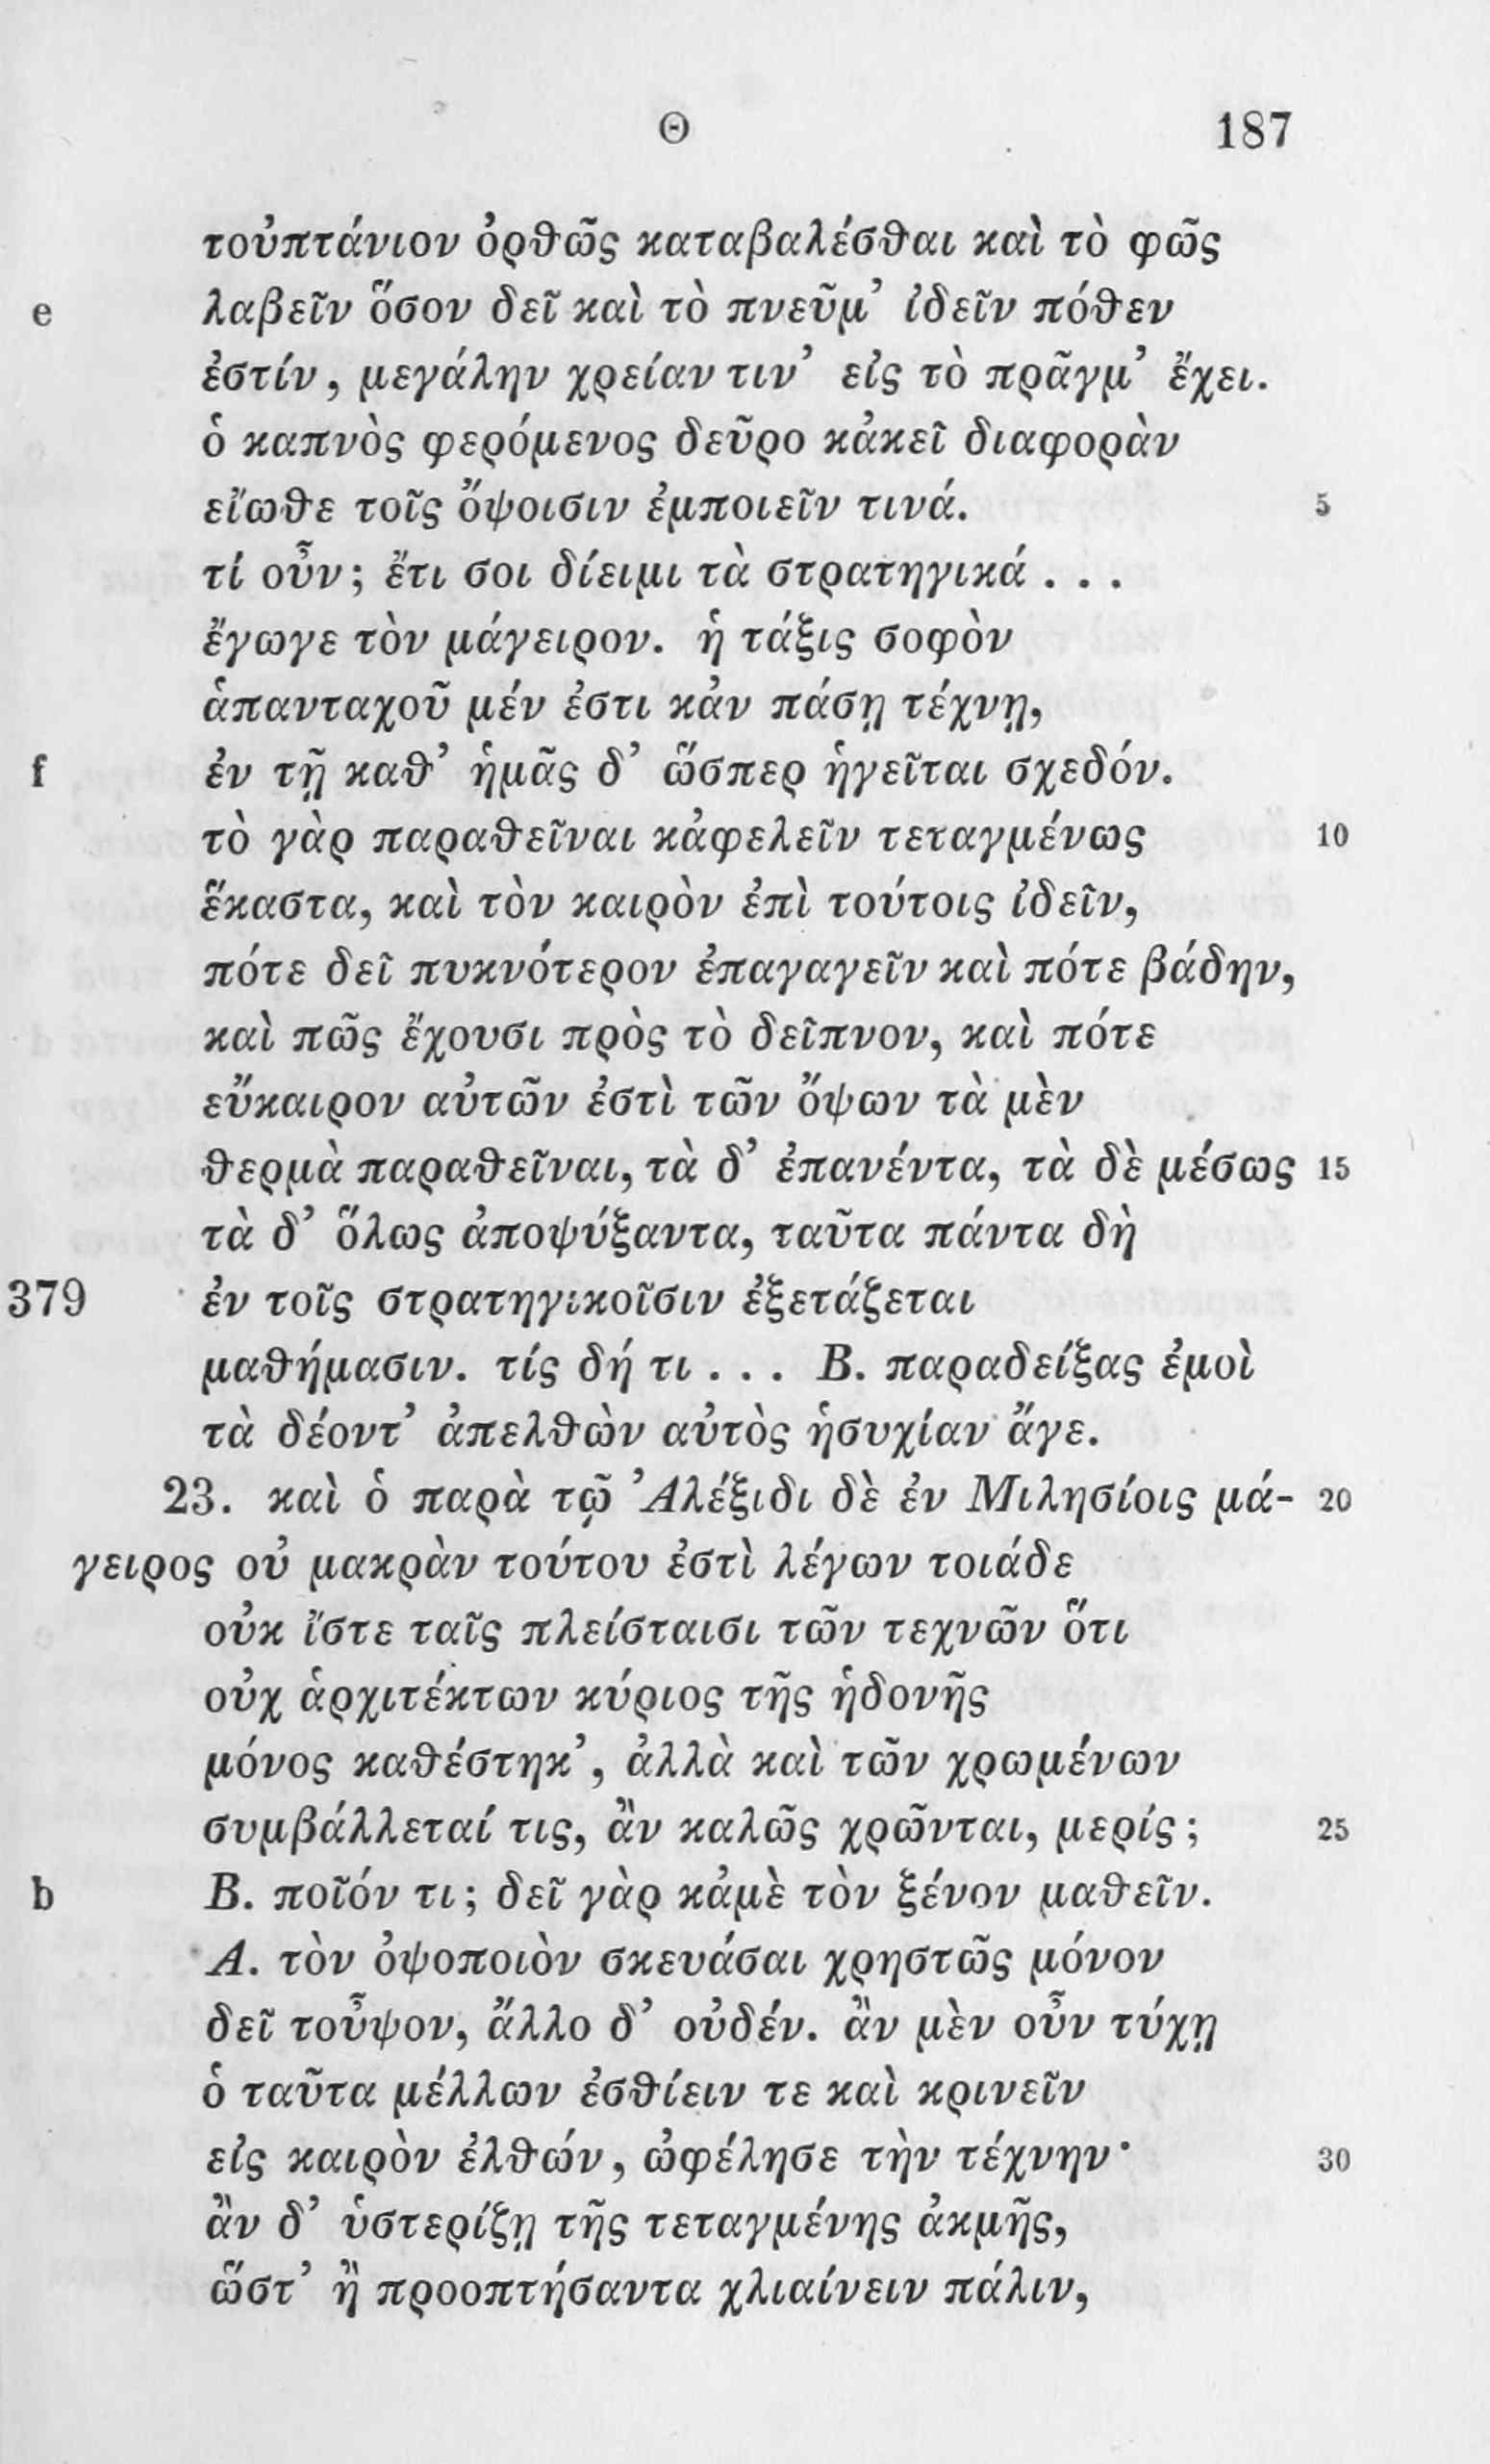 Θ 187
τοὐπτάνιον ὀρθῶς καταβαλέσθαι καὶ τὸ φῶς
e λαβεῖν ὅσον δεῖ καὶ τὸ πνεῦμ’ ἰδεῖν πόθεν
ἐστίν, μεγάλην χρείαν τιν’ εἰς τὸ πρᾶγμ’ ἔχει.
ὁ καπνὸς φερόμενος δεῦρο κἀκεῖ διαφορὰν
εἴωθε τοῖς ὄψοισιν ἐμποιεῖν τινά. 5
τί οὖν; ἔτι σοι δίειμι τὰ στρατηγικά . . .
ἔγωγε τὸν μάγειρον. ἡ τάξις σοφὸν
ἁπανταχοῦ μέν ἐστι κἀν πάσῃ τέχνῃ,
f ἐν τῇ καθ’ ἡμᾶς δ’ ὥσπερ ἡγεῖται σχεδόν.
τὸ γὰρ παραθεῖναι κἀφελεῖν τεταγμένως 10
ἕκαστα, καὶ τὸν καιρὸν ἐπὶ τούτοις ἰδεῖν,
πότε δεῖ πυκνότερον ἐπαγαγεῖν καὶ πότε βάδην,
καὶ πῶς ἔχουσι πρὸς τὸ δεῖπνον, καὶ πότε
εὔκαιρον αὐτῶν ἐστὶ τῶν ὄψων τὰ μὲν
θερμὰ παραθεῖναι, τὰ δ’ ἐπανέντα, τὰ δὲ μέσως 15
τὰ δ’ ὅλως ἀποψύξαντα, ταῦτα πάντα δὴ
379 ἐν τοῖς στρατηγικοῖσιν ἐξετάζεται
μαθήμασιν. τίς δή τι . . . Β. παραδείξας ἐμοὶ
τὰ δέοντ’ ἀπελθὼν αὐτὸς ἡσυχίαν ἄγε.
23. καὶ ὁ παρὰ τῷ Ἀλέξιδι δὲ ἐν Μιλησίοις μά- 20
γειρος οὐ μακρὰν τούτου ἐστὶ λέγων τοιάδε
οὐκ ἴστε ταῖς πλείσταισι τῶν τεχνῶν ὅτι
οὐχ ἁρχιτέκτων κύριος τῆς ἡδονῆς
μόνος καθέστηκ’, ἀλλὰ καὶ τῶν χρωμένων
συμβάλλεταί τις, ἂν καλῶς χρῶνται, μερίς; 25
b Β. ποῖόν τι; δεῖ γὰρ κἀμὲ τὸν ξένον μαθεῖν.
Α. τὸν ὀψοποιὸν σκευάσαι χρηστῶς μόνον
δεῖ τοὖψον, ἄλλο δ’ οὐδέν. ἂν μὲν οὖν τύχῃ
ὁ ταῦτα μέλλων ἐσθίειν τε καὶ κρινεῖν
εἰς καιρὸν ἐλθών, ὠφέλησε τὴν τέχνην· 30
ἂν δ’ ὑστερίζῃ τῆς τεταγμένης ἀκμῆς,
ὥστ’ ἢ προοπτήσαντα χλιαίνειν πάλιν,